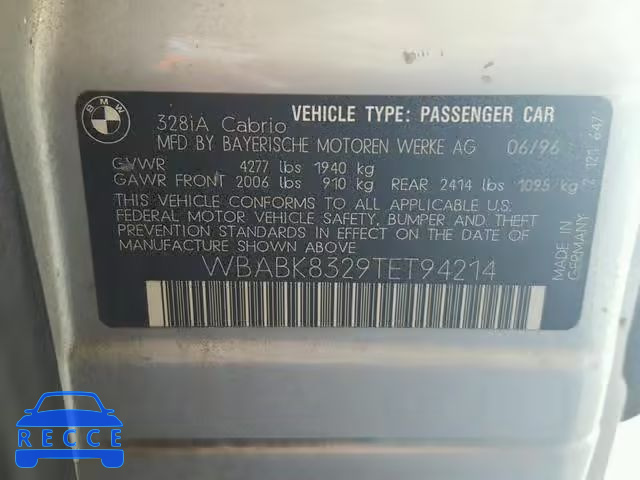 BMW
VEHICLE TYPE: PASSENGER CAR
328iA Cabrio
MFD BY BAYERISCHE MOTOREN WERKE AG 06/96
GVWR 4277 lbs 1940 kg
GAWR FRONT 2006 lbs 910 kg REAR 2414 lbs 1095 kg
THIS VEHICLE CONFORMS TO ALL APPLICABLE U.S.
FEDERAL MOTOR VEHICLE SAFETY, BUMPER AND THEFT
PREVENTION STANDARDS IN EFFECT ON THE DATE
OF MANUFACTURE SHOWN ABOVE.
WBABK8329TET94214
2 121 647
MADE IN
GERMANY
RECCE